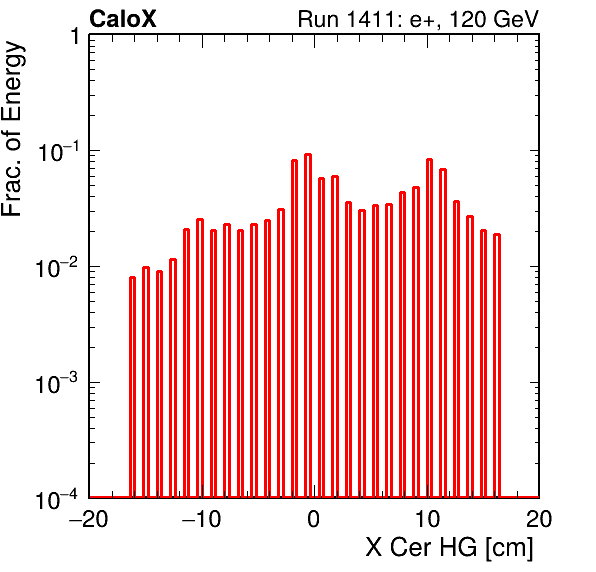 CaloX Run 1411: e+, 120 GeV
Frac. of Energy
1
10⁻¹
10⁻²
10⁻³
10⁻⁴
−20 −10 0 10 20
X Cer HG [cm]